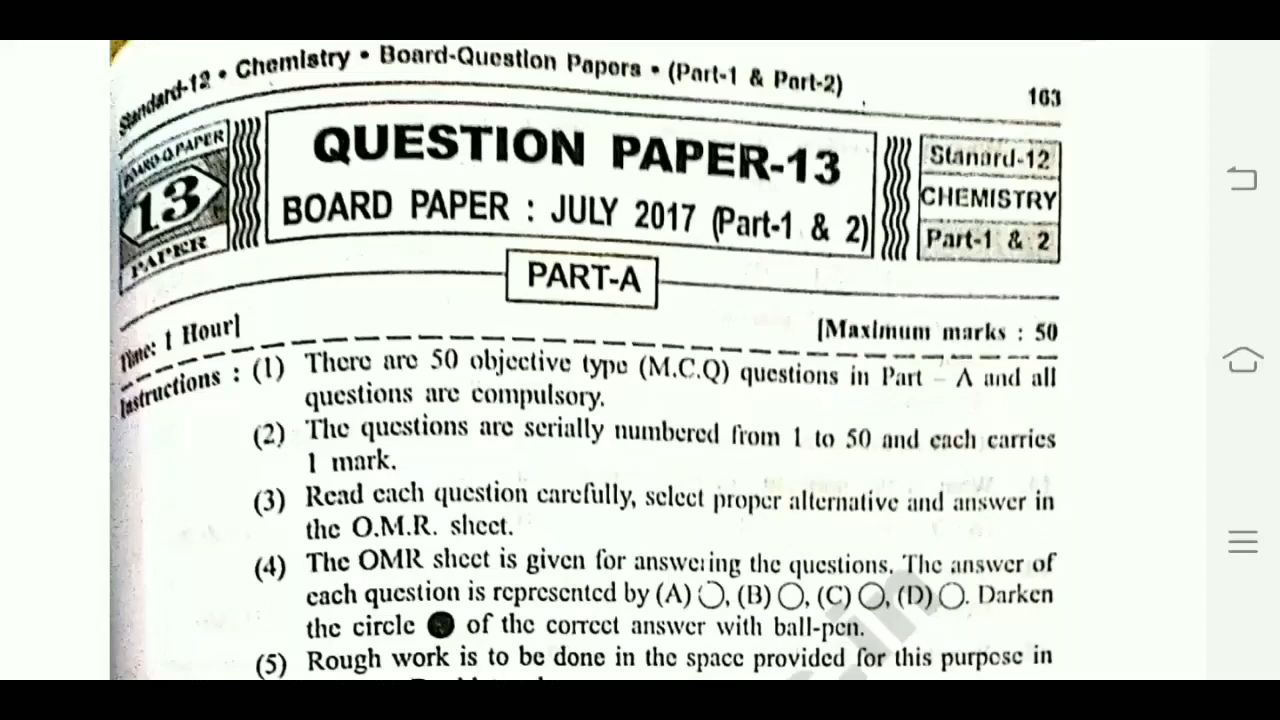 Standard-12 • Chemistry • Board-Question Papers • (Part-1 & Part-2)
163
BOARD-Q.PAPER
13
PAPER
QUESTION PAPER-13
BOARD PAPER : JULY 2017 (Part-1 & 2)
Stanard-12
CHEMISTRY
Part-1 & 2
PART-A
Time: 1 Hour]
[Maximum marks : 50
Instructions : (1) There are 50 objective type (M.C.Q) questions in Part – A and all
questions are compulsory.
(2) The questions are serially numbered from 1 to 50 and each carries
1 mark.
(3) Read each question carefully, select proper alternative and answer in
the O.M.R. sheet.
(4) The OMR sheet is given for answering the questions. The answer of
each question is represented by (A) ○, (B) ○, (C) ○, (D) ○. Darken
the circle ● of the correct answer with ball-pen.
(5) Rough work is to be done in the space provided for this purpose in